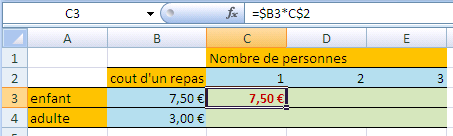 C3 fx =$B3*C$2
A B C D E
1 Nombre de personnes
2 cout d'un repas 1 2 3
3 enfant 7,50 € 7,50 €
4 adulte 3,00 €